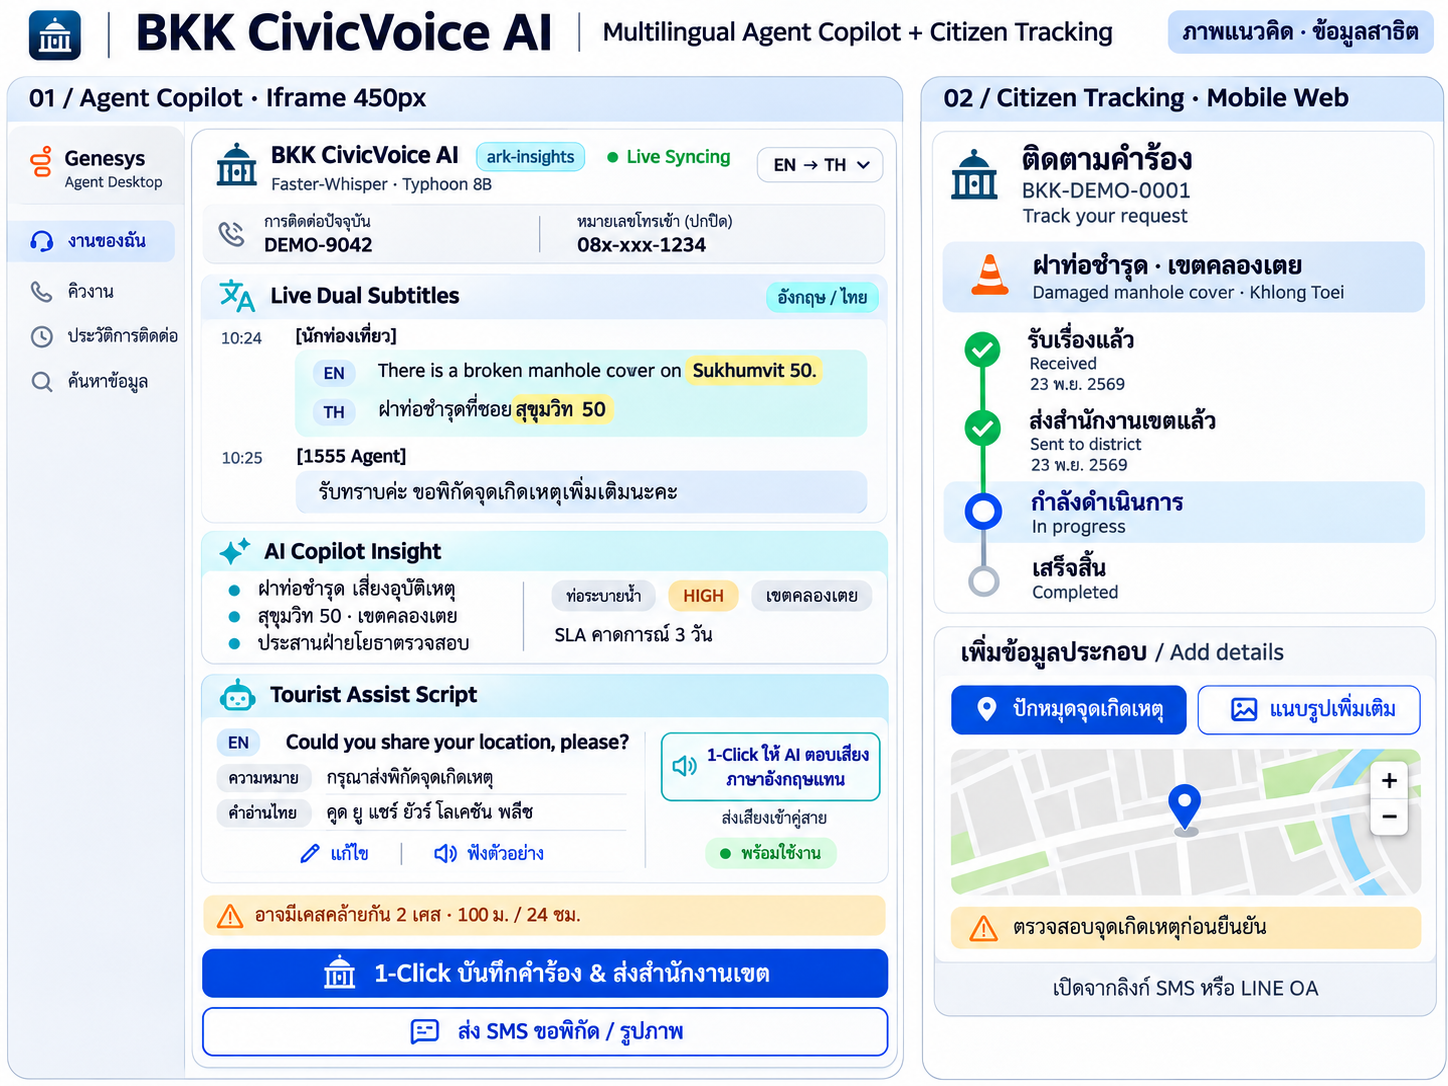 BKK CivicVoice AI
Multilingual Agent Copilot + Citizen Tracking
ภาพแนวคิด · ข้อมูลสาธิต
01 / Agent Copilot · Iframe 450px
Genesys
Agent Desktop
งานของฉัน
คิวงาน
ประวัติการติดต่อ
ค้นหาข้อมูล
BKK CivicVoice AI
ark-insights
Live Syncing
EN → TH
Faster-Whisper · Typhoon 8B
การติดต่อปัจจุบัน
DEMO-9042
หมายเลขโทรเข้า (ปกปิด)
08x-xxx-1234
Live Dual Subtitles
อังกฤษ / ไทย
10:24
[นักท่องเที่ยว]
EN
There is a broken manhole cover on Sukhumvit 50.
TH
ฝาท่อชำรุดที่ซอยสุขุมวิท 50
10:25
[1555 Agent]
รับทราบค่ะ ขอพิกัดจุดเกิดเหตุเพิ่มเติมนะคะ
AI Copilot Insight
ฝาท่อชำรุด เสี่ยงอุบัติเหตุ
สุขุมวิท 50 · เขตคลองเตย
ประสานฝ่ายโยธาตรวจสอบ
ท่อระบายน้ำ
HIGH
เขตคลองเตย
SLA คาดการณ์ 3 วัน
Tourist Assist Script
EN
Could you share your location, please?
ความหมาย
กรุณาส่งพิกัดจุดเกิดเหตุ
คำอ่านไทย
คูด ยู แชร์ ยัวร์ โลเคชัน พลีช
แก้ไข
ฟังตัวอย่าง
1-Click ให้ AI ตอบเสียง
ภาษาอังกฤษแทน
ส่งเสียงเข้าคู่สาย
พร้อมใช้งาน
อาจมีเคสคล้ายกัน 2 เคส · 100 ม. / 24 ชม.
1-Click บันทึกคำร้อง & ส่งสำนักงานเขต
ส่ง SMS ขอพิกัด / รูปภาพ
02 / Citizen Tracking · Mobile Web
ติดตามคำร้อง
BKK-DEMO-0001
Track your request
ฝาท่อชำรุด · เขตคลองเตย
Damaged manhole cover · Khlong Toei
รับเรื่องแล้ว
Received
23 พ.ย. 2569
ส่งสำนักงานเขตแล้ว
Sent to district
23 พ.ย. 2569
กำลังดำเนินการ
In progress
เสร็จสิ้น
Completed
เพิ่มข้อมูลประกอบ / Add details
ปักหมุดจุดเกิดเหตุ
แนบรูปเพิ่มเติม
+
−
ตรวจสอบจุดเกิดเหตุก่อนยืนยัน
เปิดจากลิงก์ SMS หรือ LINE OA